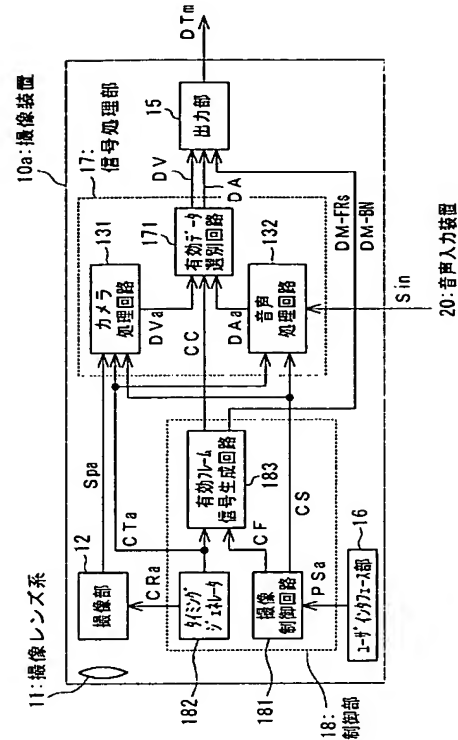 10a:撮像装置
11:撮像レンズ系
12
撮像部
Spa
CRa
CTa
182
タイミング
ジェネレータ
181
撮像
制御回路
18:
制御部
CF
CS
PSa
16
ユーザインタフェース部
183
有効フレーム
信号生成回路
CC
17:
信号処理部
131
カメラ
処理回路
DVa
171
有効データ
選別回路
132
音声
処理回路
DAa
DV
DA
15
出力部
DTm
DM-FRs
DM-BN
Sin
20:音声入力装置